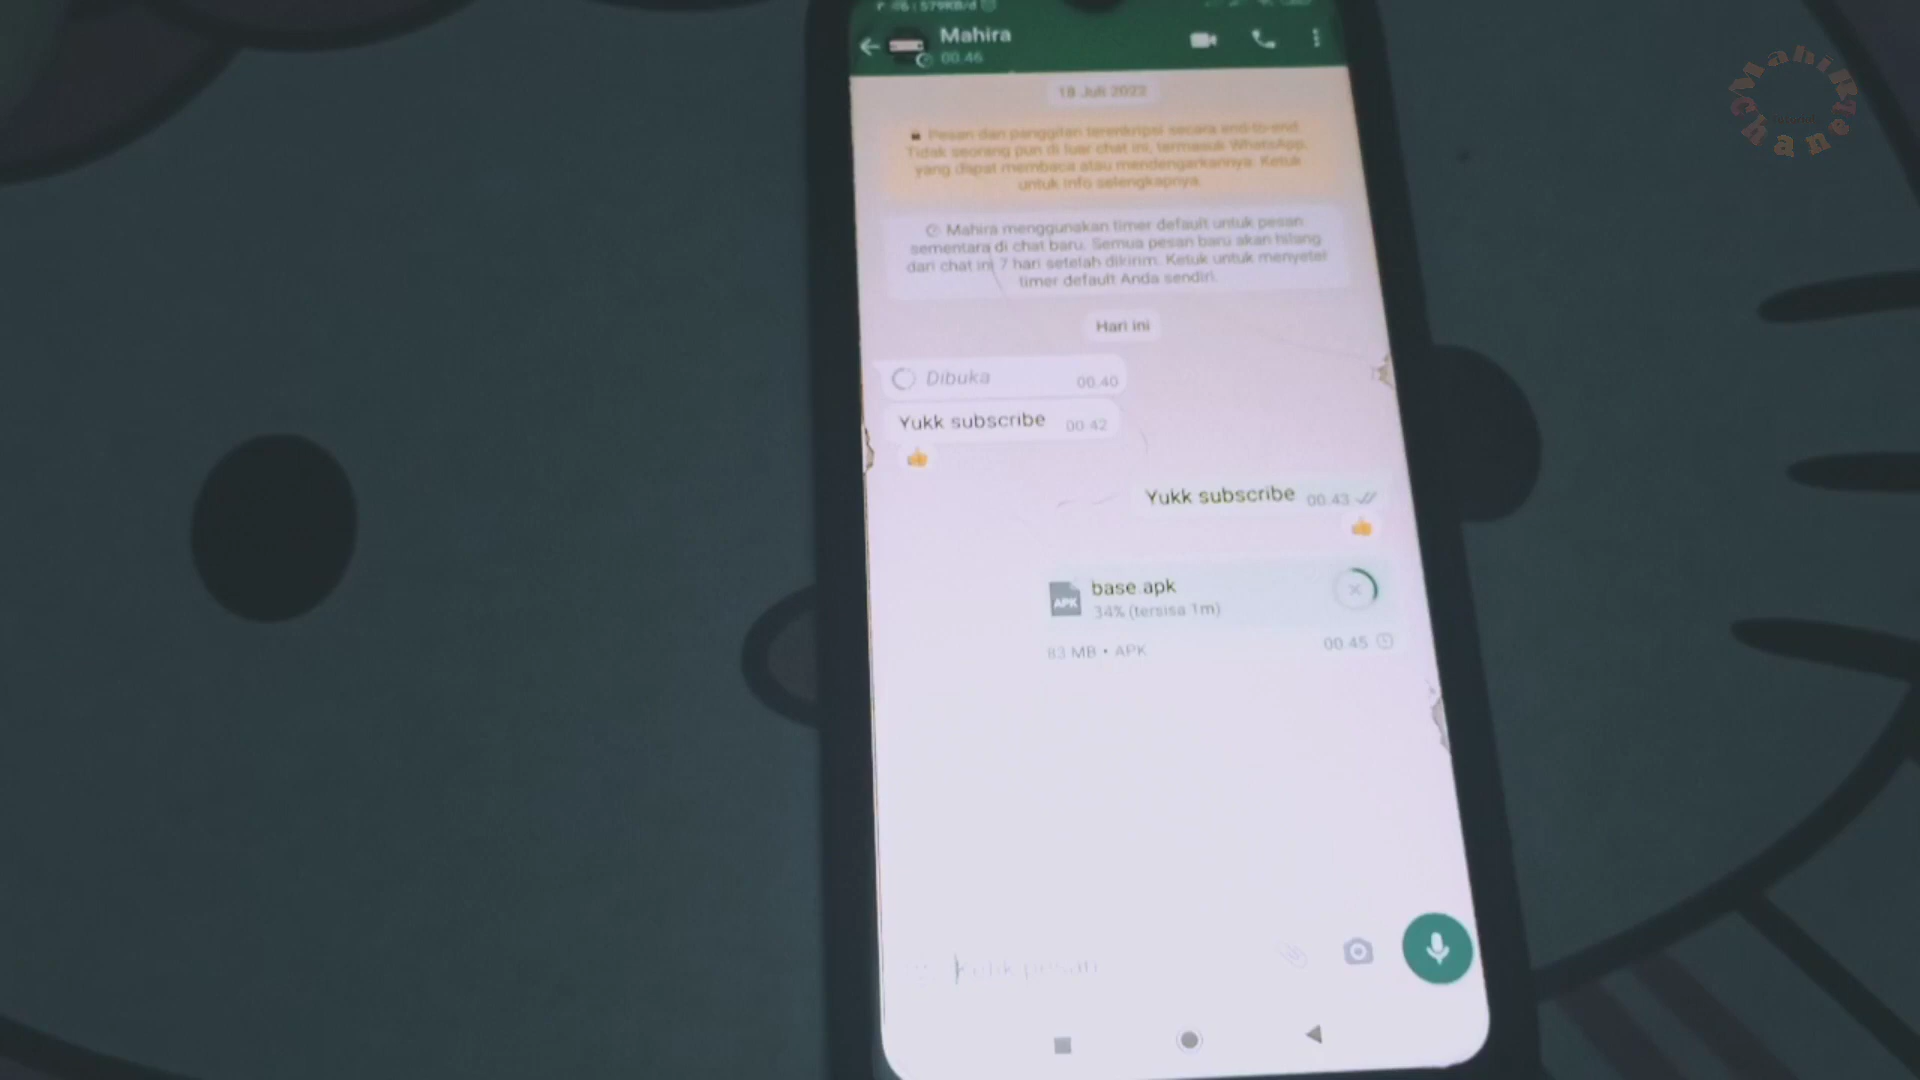 Mahira
00.46
18 Juli 2022
Pesan dan panggilan terenkripsi secara end-to-end.
Tidak seorang pun di luar chat ini, termasuk WhatsApp,
yang dapat membaca atau mendengarkannya. Ketuk
untuk info selengkapnya.
Mahira menggunakan timer default untuk pesan
sementara di chat baru. Semua pesan baru akan hilang
dari chat ini 7 hari setelah dikirim. Ketuk untuk menyetel
timer default Anda sendiri.
Hari ini
Dibuka 00.40
Yukk subscribe 00.42
Yukk subscribe 00.43
base.apk
APK
34% (tersisa 1m)
83 MB • APK 00.45
Ketik pesan